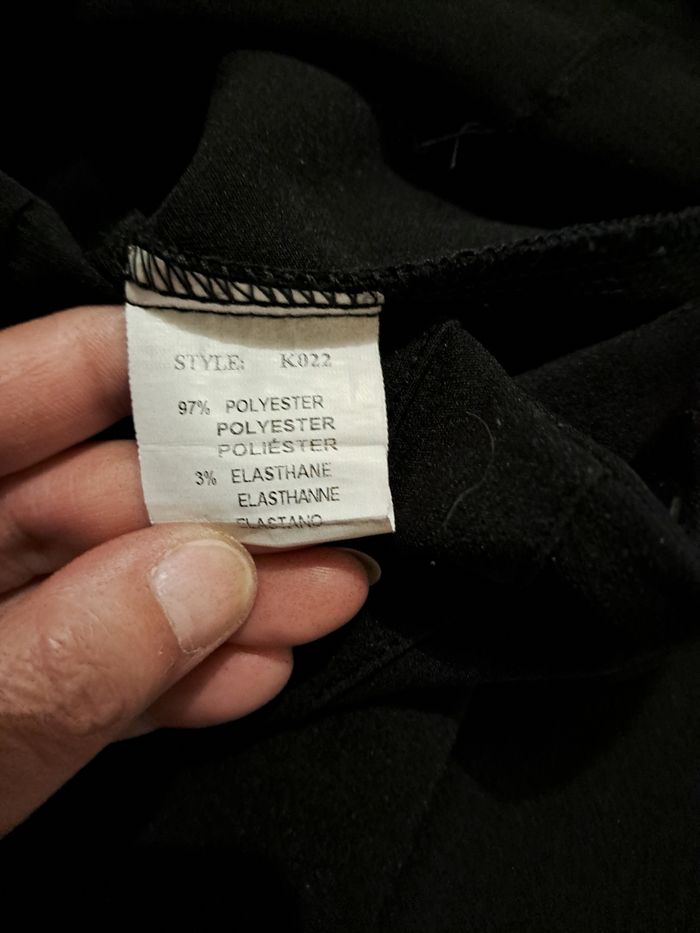 STYLE: K022
97% POLYESTER
POLYESTER
POLIÉSTER
3% ELASTHANE
ELASTHANNE
ELASTANO